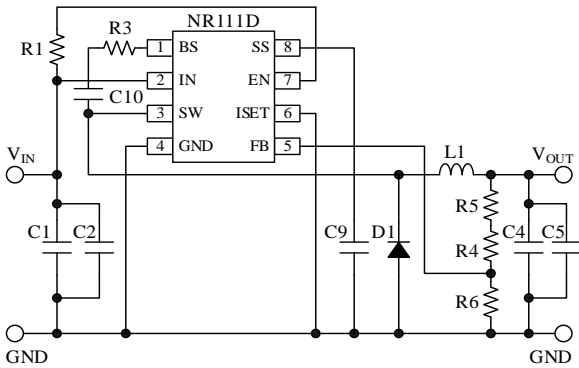 NR111D
R1
R3
1 BS
SS 8
2 IN
EN 7
C10
3 SW
ISET 6
4 GND
FB 5
VIN
L1
VOUT
C1
C2
C9
D1
R5
R4
C4
C5
R6
GND
GND